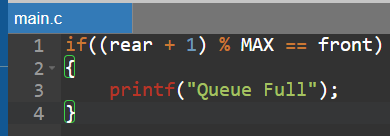 main.c
1 if((rear + 1) % MAX == front)
2 {
3     printf("Queue Full");
4 }